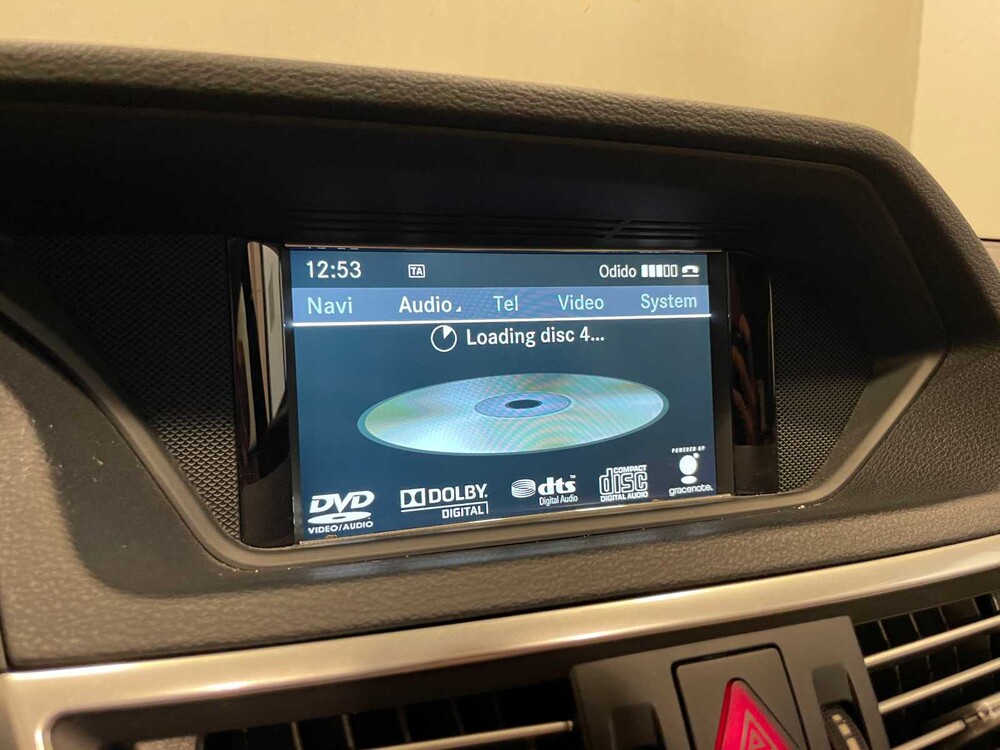 12:53 TA Odido
Navi Audio Tel Video System
Loading disc 4...
DVD
VIDEO/AUDIO
DOLBY
DIGITAL
dts
Digital Audio
COMPACT
disc
DIGITAL AUDIO
POWERED BY
gracenote